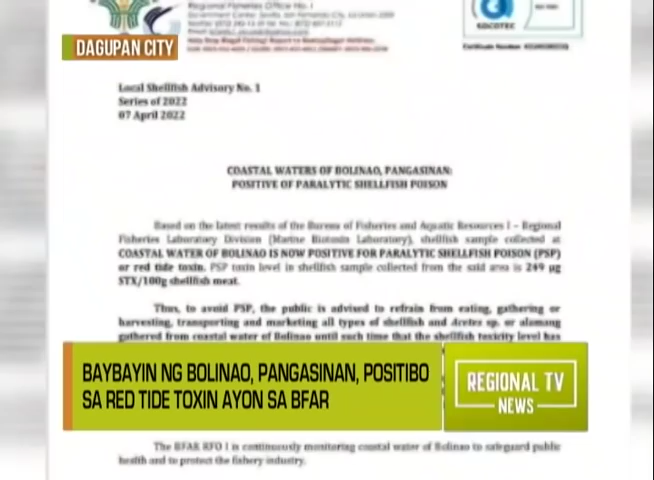 Regional Fisheries Office No. 1
DAGUPAN CITY
SOCOTEC
Local Shellfish Advisory No. 1
Series of 2022
07 April 2022
COASTAL WATERS OF BOLINAO, PANGASINAN:
POSITIVE OF PARALYTIC SHELLFISH POISON
Based on the latest results of the Bureau of Fisheries and Aquatic Resources I – Regional
Fisheries Laboratory Division (Marine Biotoxin Laboratory), shellfish sample collected at
COASTAL WATER OF BOLINAO IS NOW POSITIVE FOR PARALYTIC SHELLFISH POISON (PSP)
or red tide toxin. PSP toxin level in shellfish sample collected from the said area is 249 µg
STX/100g shellfish meat.
Thus, to avoid PSP, the public is advised to refrain from eating, gathering or
harvesting, transporting and marketing all types of shellfish and Acetes sp. or alamang
gathered from coastal water of Bolinao until such time that the shellfish toxicity level has
BAYBAYIN NG BOLINAO, PANGASINAN, POSITIBO
SA RED TIDE TOXIN AYON SA BFAR
REGIONAL TV
NEWS
The BFAR RFO I is continuously monitoring coastal water of Bolinao to safeguard public
health and to protect the fishery industry.